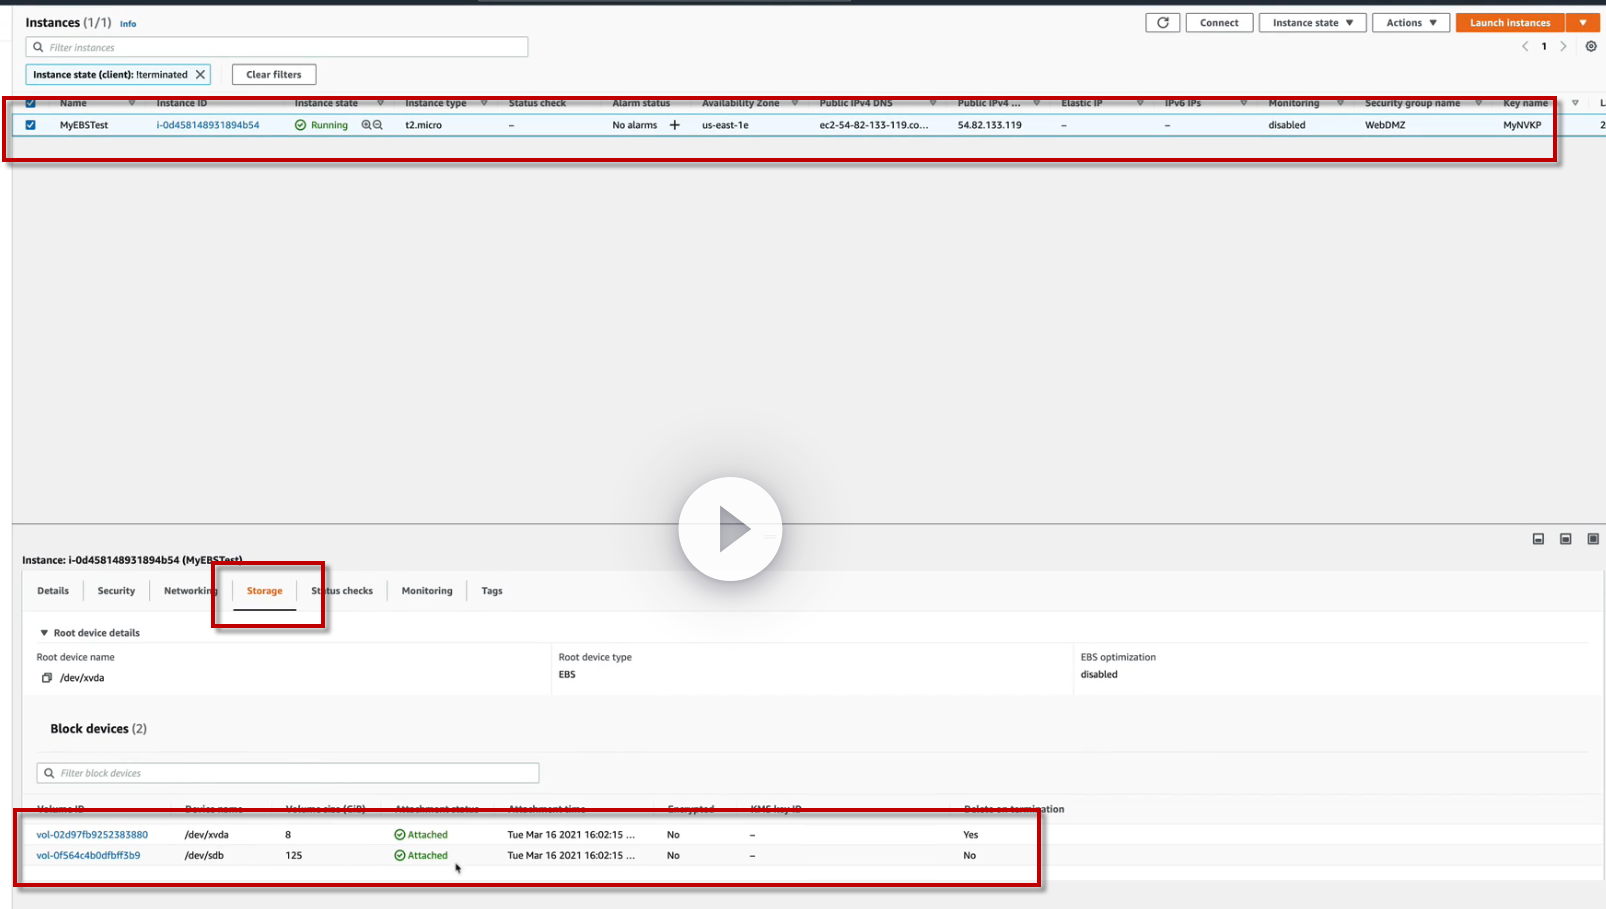 Instances (1/1) Info
Connect Instance state Actions Launch instances
Filter instances
1
Instance state (client): !terminated Clear filters
Name Instance ID Instance state Instance type Status check Alarm status Availability Zone Public IPv4 DNS Public IPv4 ... Elastic IP IPv6 IPs Monitoring Security group name Key name L
MyEBSTest i-0d458148931894b54 Running t2.micro – No alarms + us-east-1e ec2-54-82-133-119.co... 54.82.133.119 – – disabled WebDMZ MyNVKP 2
Instance: i-0d458148931894b54 (MyEBSTest)
Details Security Networking Storage Status checks Monitoring Tags
Root device details
Root device name Root device type EBS optimization
/dev/xvda EBS disabled
Block devices (2)
Filter block devices
Volume ID Device name Volume size (GiB) Attachment status Attachment time Encrypted KMS key ID Delete on termination
vol-02d97fb9252383880 /dev/xvda 8 Attached Tue Mar 16 2021 16:02:15 ... No – Yes
vol-0f564c4b0dfbff3b9 /dev/sdb 125 Attached Tue Mar 16 2021 16:02:15 ... No – No